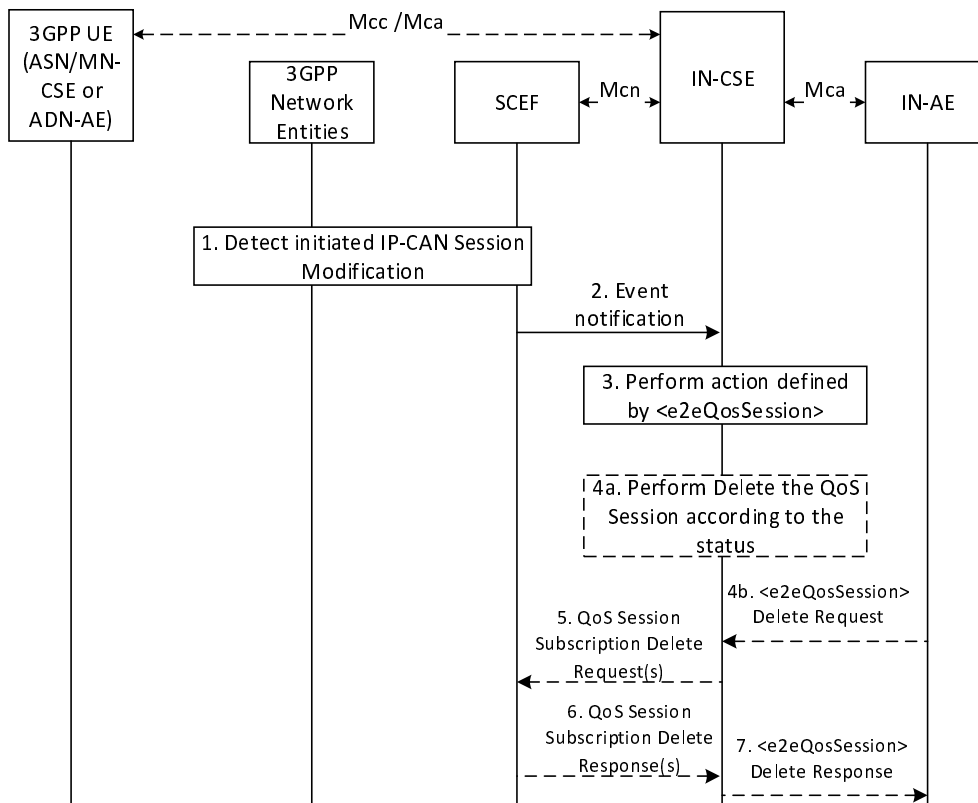 Mcc /Mca
3GPP UE
(ASN/MN-
CSE or
ADN-AE)
3GPP
Network
Entities
SCEF
Mcn
IN-CSE
Mca
IN-AE
1. Detect initiated IP-CAN Session
Modification
2. Event
notification
3. Perform action defined
by <e2eQosSession>
4a. Perform Delete the QoS
Session according to the
status
4b. <e2eQosSession>
Delete Request
5. QoS Session
Subscription Delete
Request(s)
6. QoS Session
Subscription Delete
Response(s)
7. <e2eQosSession>
Delete Response